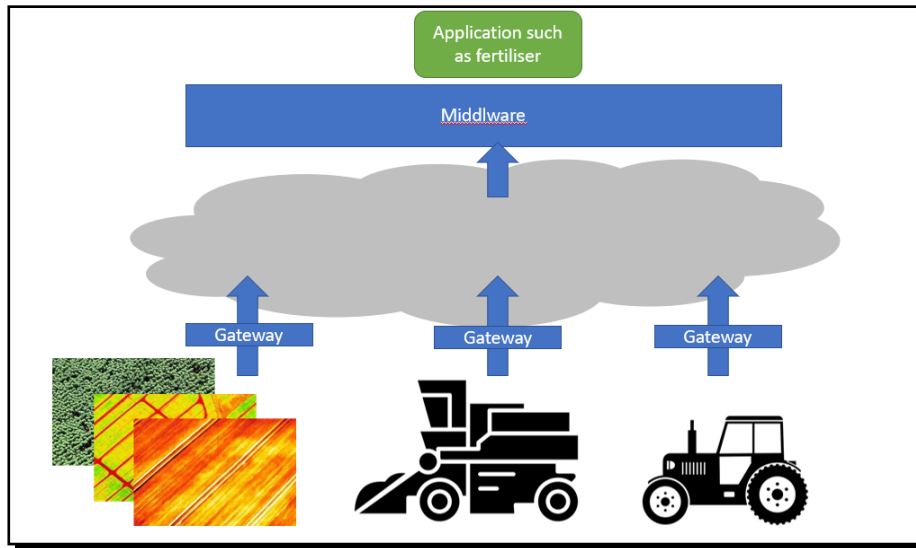 Application such
as fertiliser
Middlware
Gateway
Gateway
Gateway